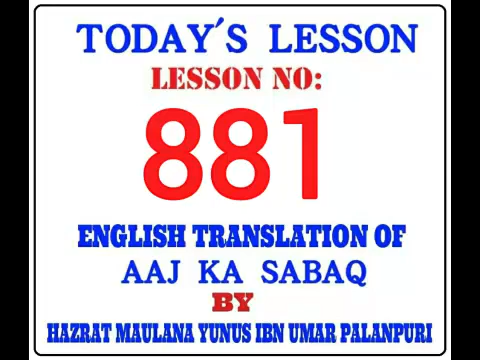 TODAY´S LESSON
LESSON NO:
881
ENGLISH TRANSLATION OF
AAJ KA SABAQ
BY
HAZRAT MAULANA YUNUS IBN UMAR PALANPURI